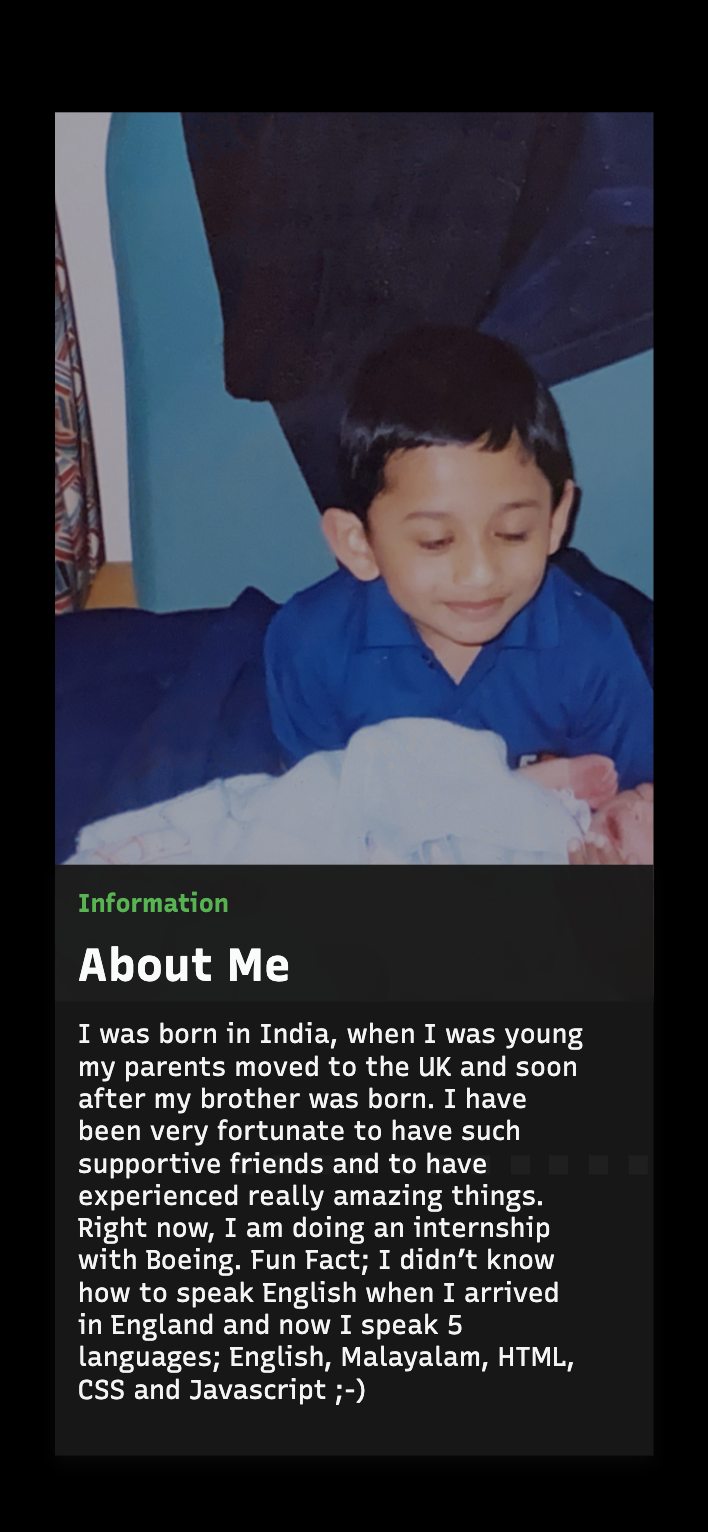 Information
About Me
I was born in India, when I was young
my parents moved to the UK and soon
after my brother was born. I have
been very fortunate to have such
supportive friends and to have
experienced really amazing things.
Right now, I am doing an internship
with Boeing. Fun Fact; I didn’t know
how to speak English when I arrived
in England and now I speak 5
languages; English, Malayalam, HTML,
CSS and Javascript ;-)